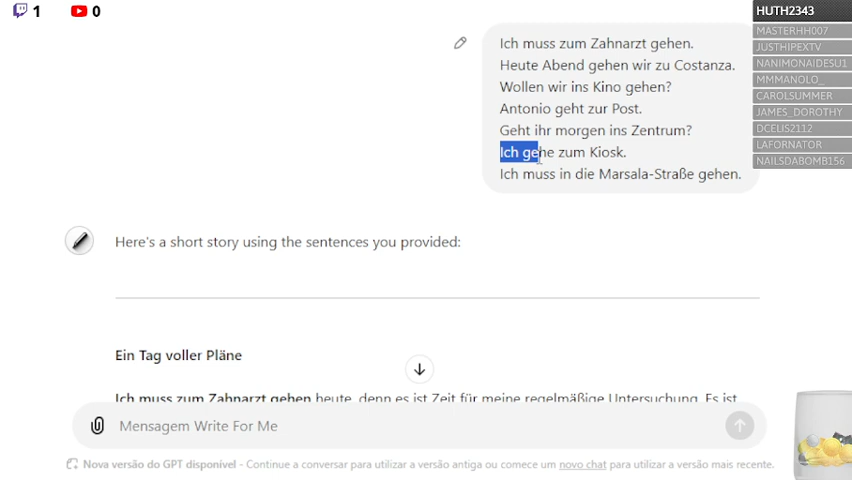 1
0
HUTH2343
MASTERHH007
JUSTHIPEXTV
NANIMONAIDESU1
MMMANOLO_
CAROLSUMMER
JAMES_DOROTHY
DCELIS2112
LAFORNATOR
NAILSDABOMB156
Ich muss zum Zahnarzt gehen.
Heute Abend gehen wir zu Costanza.
Wollen wir ins Kino gehen?
Antonio geht zur Post.
Geht ihr morgen ins Zentrum?
Ich gehe zum Kiosk.
Ich muss in die Marsala-Straße gehen.
Here's a short story using the sentences you provided:
Ein Tag voller Pläne
Ich muss zum Zahnarzt gehen heute, denn es ist Zeit für meine regelmäßige Untersuchung. Es ist
Mensagem Write For Me
Nova versão do GPT disponível - Continue a conversar para utilizar a versão antiga ou comece um novo chat para utilizar a versão mais recente.